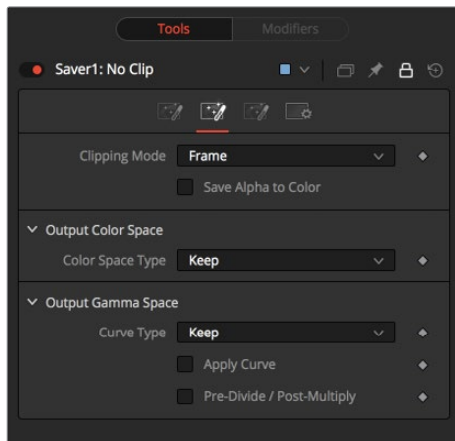 Tools Modifiers
Saver1: No Clip
Clipping Mode Frame
Save Alpha to Color
Output Color Space
Color Space Type Keep
Output Gamma Space
Curve Type Keep
Apply Curve
Pre-Divide / Post-Multiply